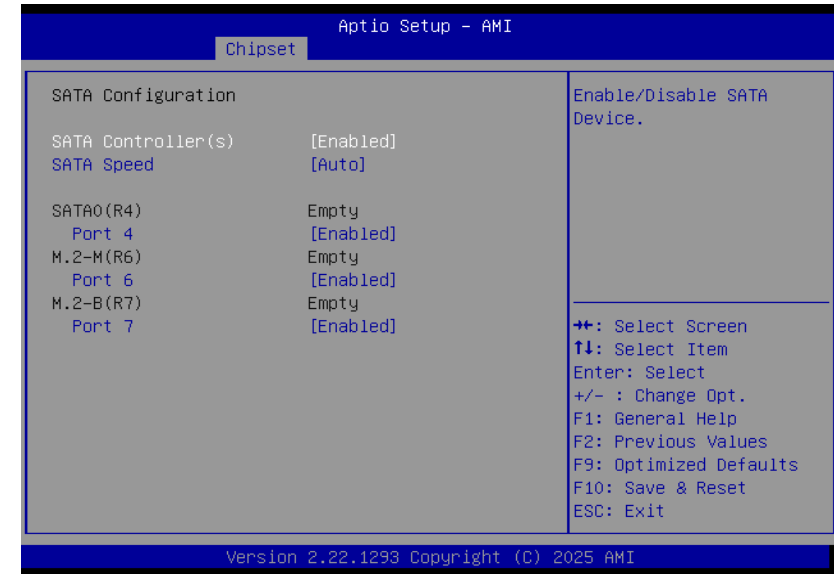 Aptio Setup – AMI
Chipset
SATA Configuration
SATA Controller(s) [Enabled]
SATA Speed [Auto]
SATA0(R4) Empty
Port 4 [Enabled]
M.2-M(R6) Empty
Port 6 [Enabled]
M.2-B(R7) Empty
Port 7 [Enabled]
Enable/Disable SATA
Device.
→←: Select Screen
↑↓: Select Item
Enter: Select
+/- : Change Opt.
F1: General Help
F2: Previous Values
F9: Optimized Defaults
F10: Save & Reset
ESC: Exit
Version 2.22.1293 Copyright (C) 2025 AMI